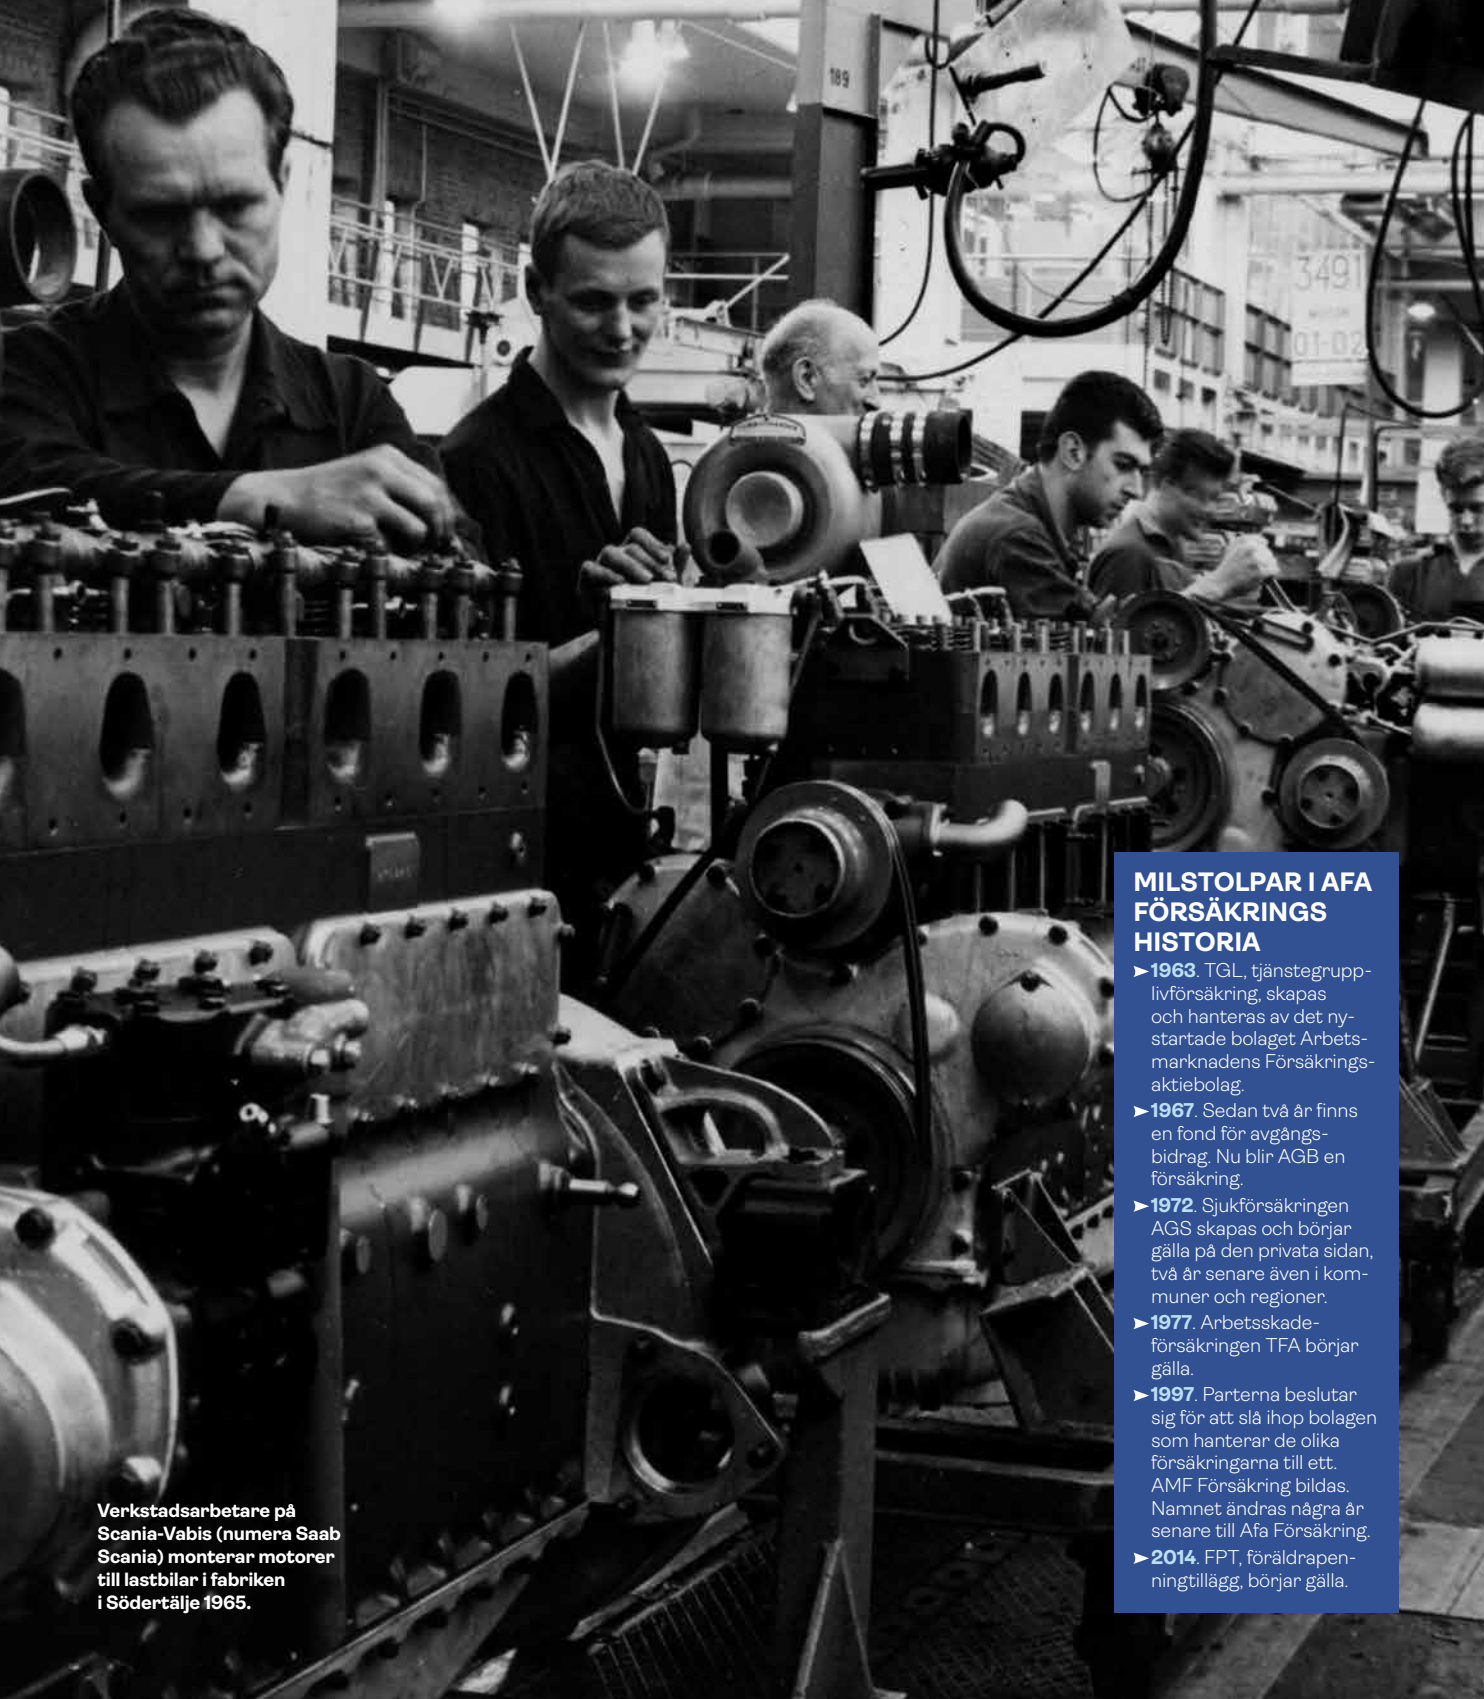 189
3491
01-02
MILSTOLPAR I AFA
FÖRSÄKRINGS
HISTORIA
➤1963. TGL, tjänstegrupp-
livförsäkring, skapas
och hanteras av det ny-
startade bolaget Arbets-
marknadens Försäkrings-
aktiebolag.
➤1967. Sedan två år finns
en fond för avgångs-
bidrag. Nu blir AGB en
försäkring.
➤1972. Sjukförsäkringen
AGS skapas och börjar
gälla på den privata sidan,
två år senare även i kom-
muner och regioner.
➤1977. Arbetsskade-
försäkringen TFA börjar
gälla.
➤1997. Parterna beslutar
sig för att slå ihop bolagen
som hanterar de olika
försäkringarna till ett.
AMF Försäkring bildas.
Namnet ändras några år
senare till Afa Försäkring.
➤2014. FPT, föräldrapen-
ningtillägg, börjar gälla.
Verkstadsarbetare på
Scania-Vabis (numera Saab
Scania) monterar motorer
till lastbilar i fabriken
i Södertälje 1965.